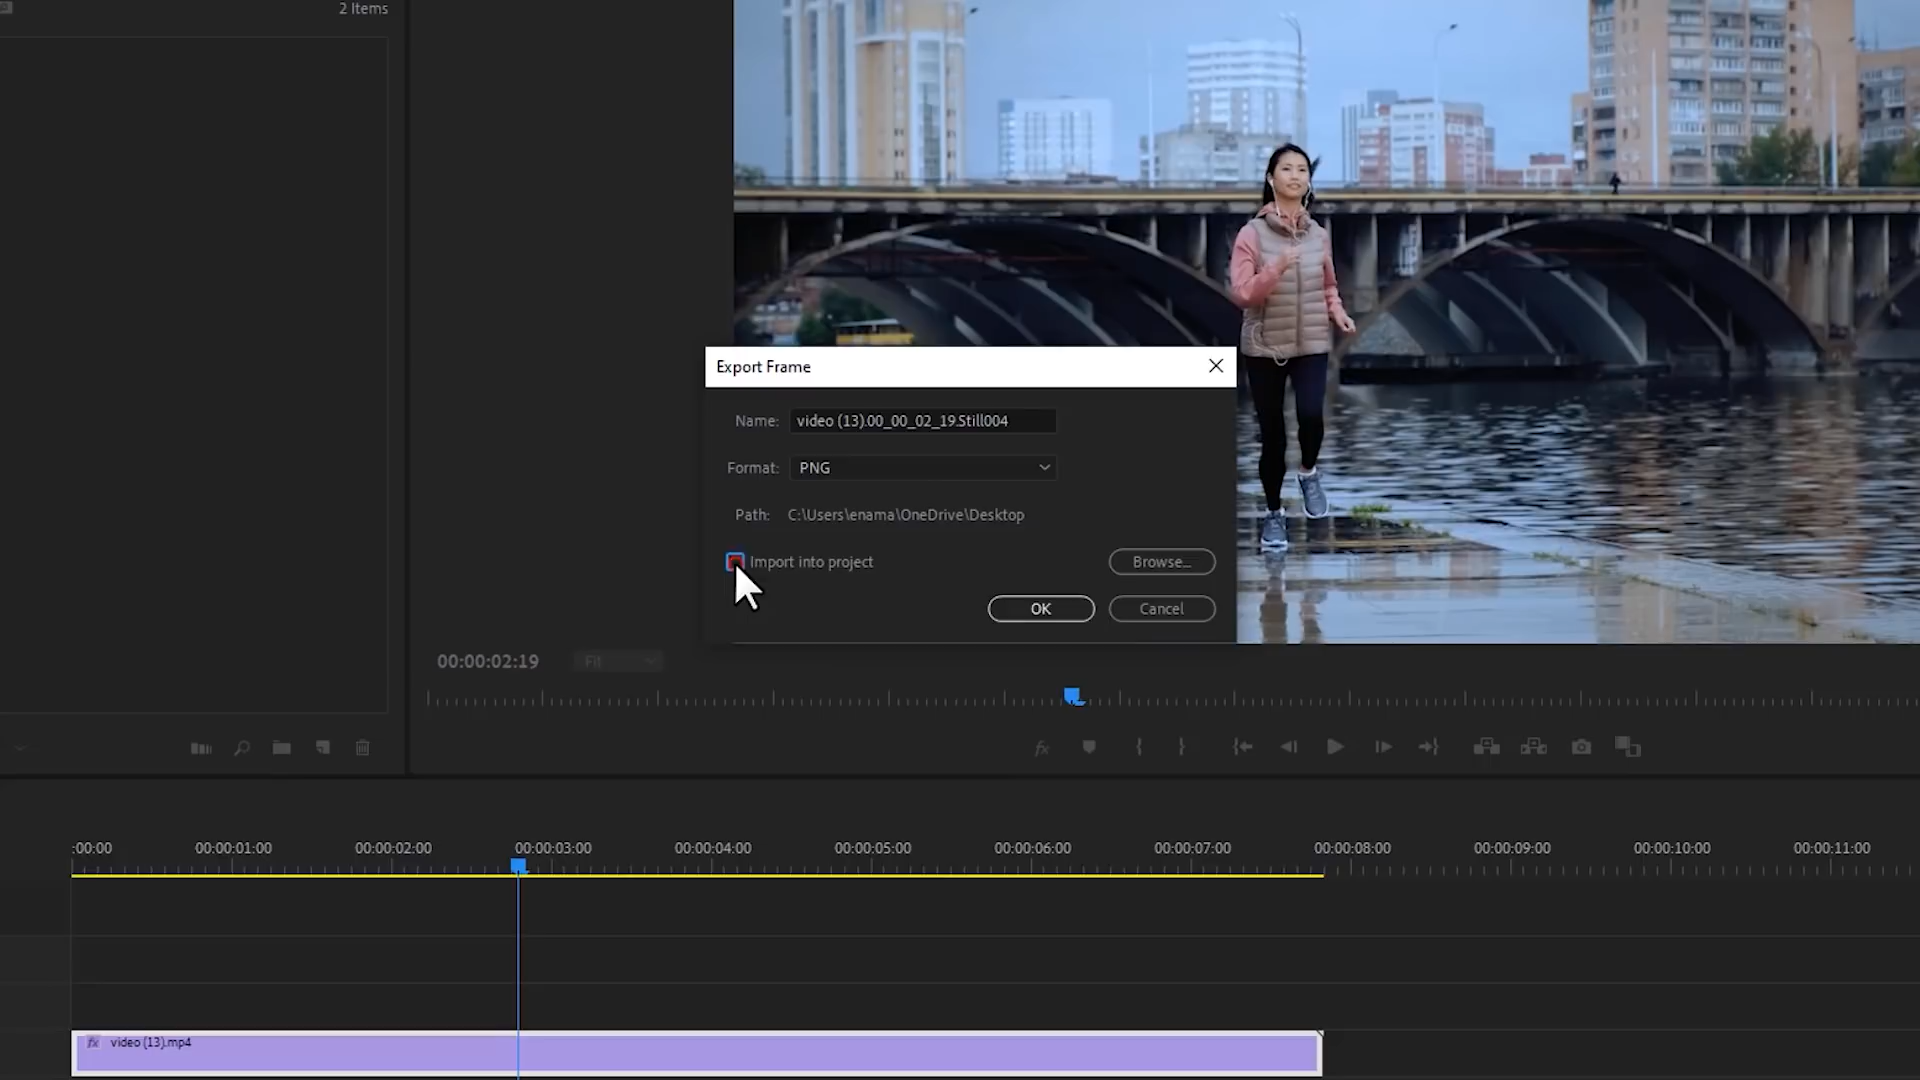 2 Items
Export Frame
Name: video (13).00_00_02_19.Still004
Format: PNG
Path: C:\Users\enama\OneDrive\Desktop
Import into project
Browse...
OK
Cancel
00:00:02:19
Fit
:00:00 00:00:01:00 00:00:02:00 00:00:03:00 00:00:04:00 00:00:05:00 00:00:06:00 00:00:07:00 00:00:08:00 00:00:09:00 00:00:10:00 00:00:11:00
fx video (13).mp4